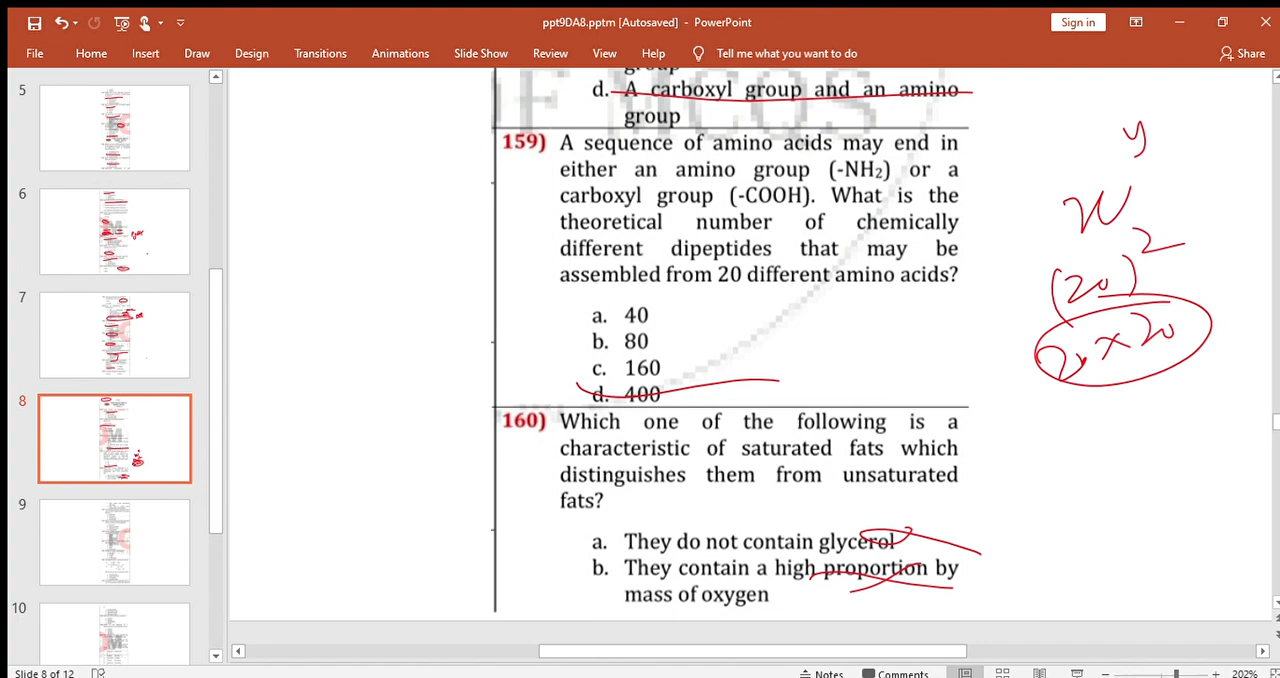 ppt9DA8.pptm [Autosaved] - PowerPoint
Sign in
File Home Insert Draw Design Transitions Animations Slide Show Review View Help Tell me what you want to do Share
5
6
7
8
9
10
group
d. A carboxyl group and an amino
group
159) A sequence of amino acids may end in
either an amino group (-NH₂) or a
carboxyl group (-COOH). What is the
theoretical number of chemically
different dipeptides that may be
assembled from 20 different amino acids?
a. 40
b. 80
c. 160
d. 400
160) Which one of the following is a
characteristic of saturated fats which
distinguishes them from unsaturated
fats?
a. They do not contain glycerol
b. They contain a high proportion by
mass of oxygen
y
(20)²
20 × 20
Slide 8 of 12
Notes Comments 202%